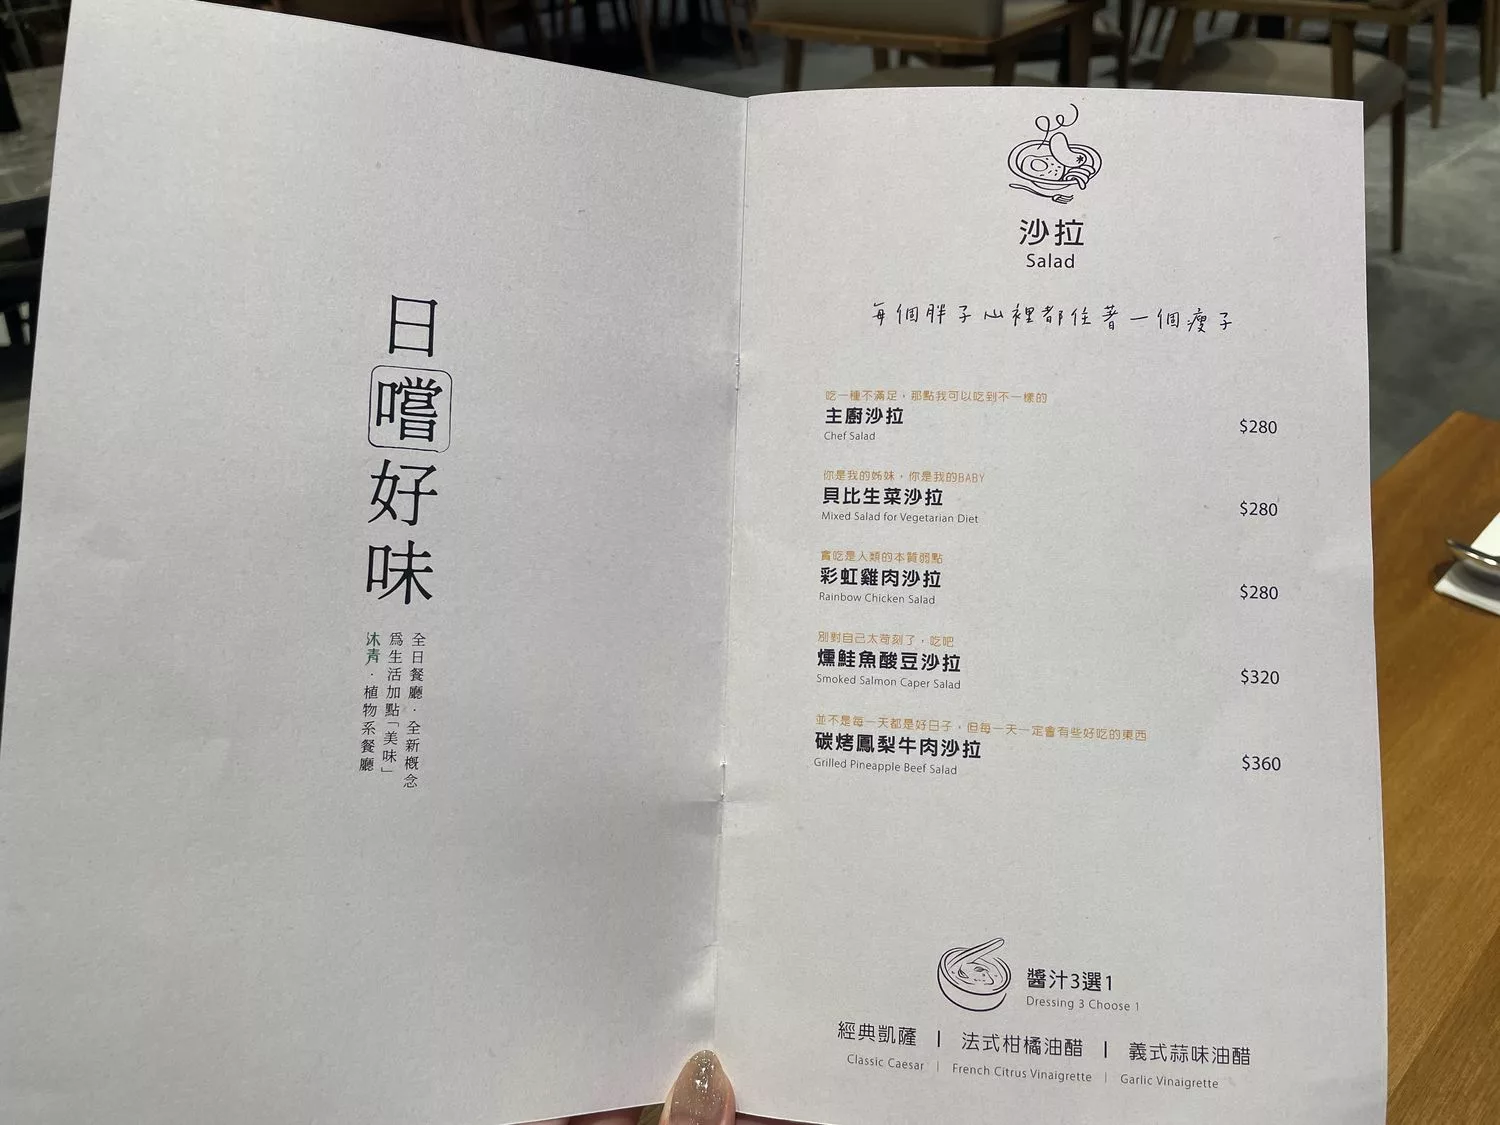 日嚐好味
全日餐廳·全新概念
為生活加點「美味」
沐青·植物系餐廳
沙拉
Salad
每個胖子心裡都住著一個瘦子
吃一種不滿足，那點我可以吃到不一樣的
主廚沙拉
Chef Salad
$280
你是我的姊妹，你是我的BABY
貝比生菜沙拉
Mixed Salad for Vegetarian Diet
$280
貪吃是人類的本質弱點
彩虹雞肉沙拉
Rainbow Chicken Salad
$280
別對自己太苛刻了，吃吧
燻鮭魚酸豆沙拉
Smoked Salmon Caper Salad
$320
並不是每一天都是好日子，但每一天一定會有些好吃的東西
碳烤鳳梨牛肉沙拉
Grilled Pineapple Beef Salad
$360
醬汁3選1
Dressing 3 Choose 1
經典凱薩 | 法式柑橘油醋 | 義式蒜味油醋
Classic Caesar | French Citrus Vinaigrette | Garlic Vinaigrette